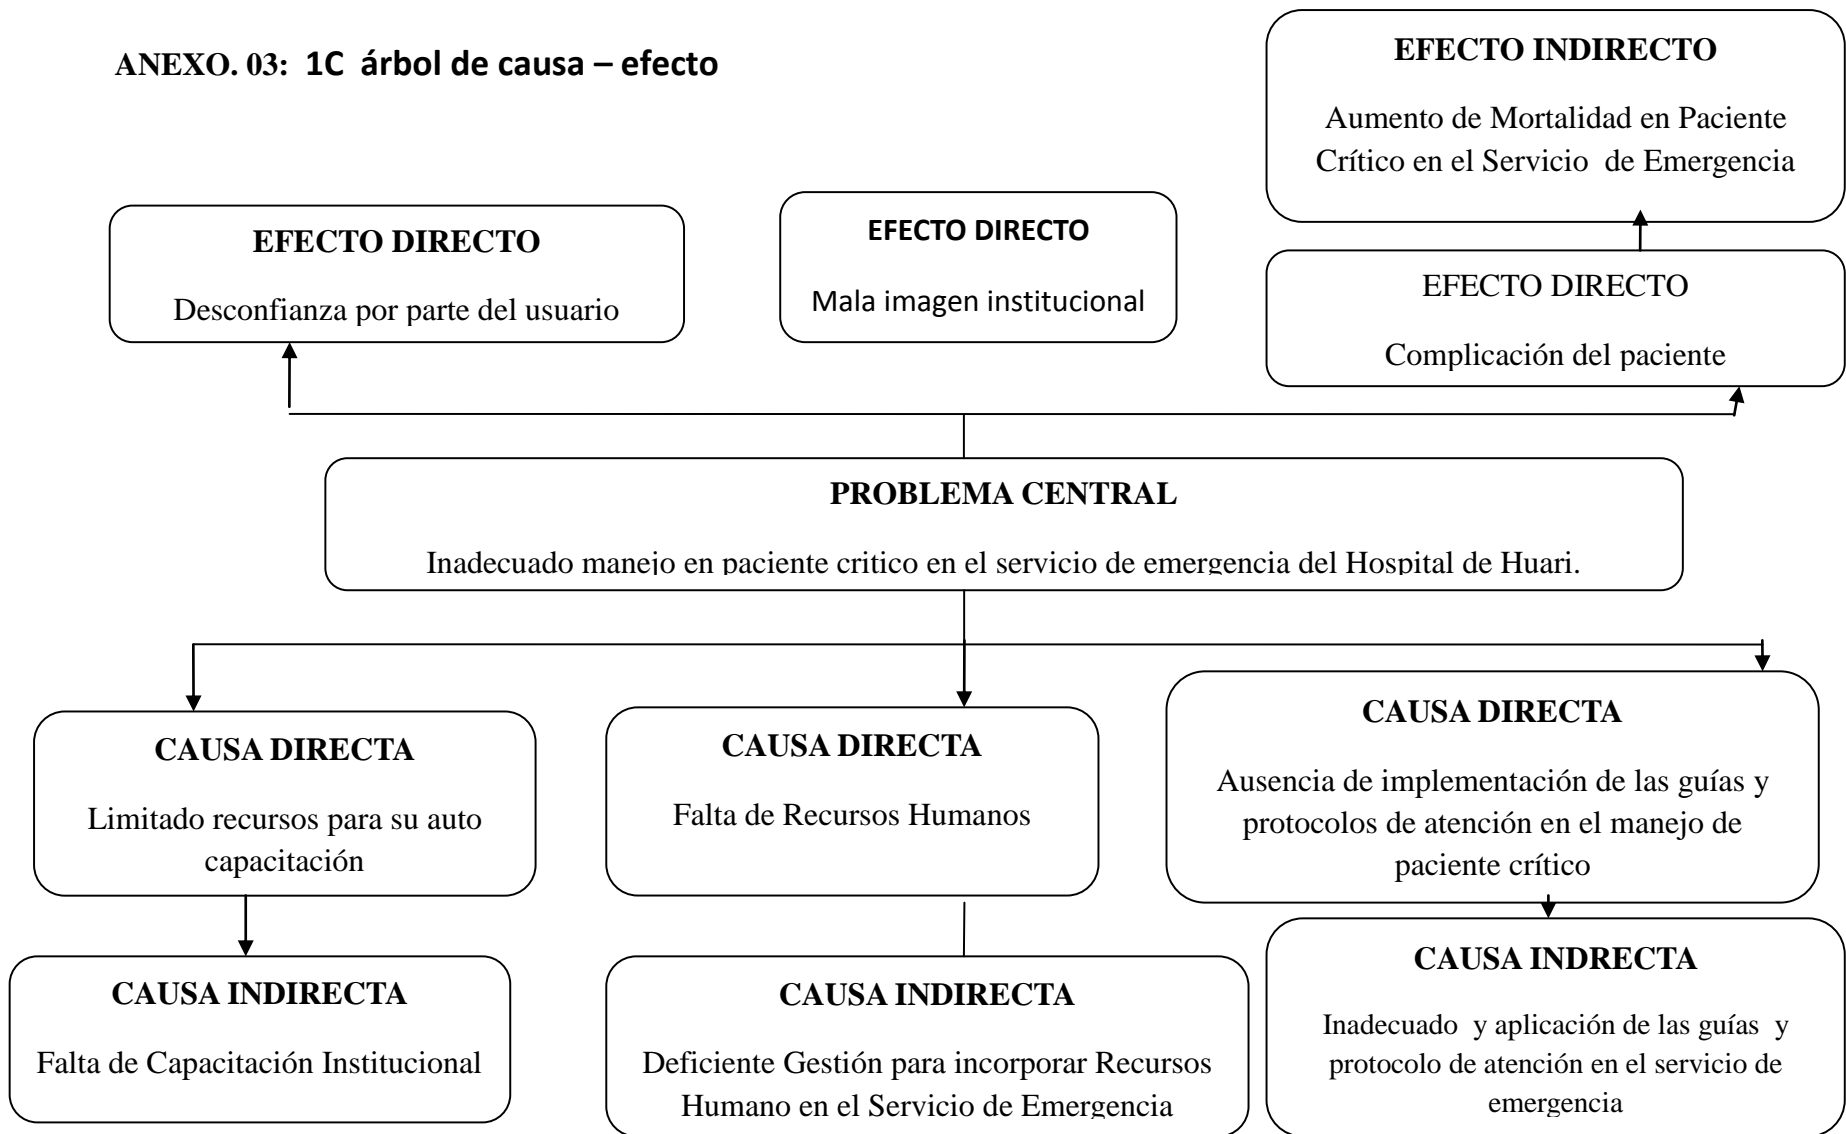 ANEXO. 03: 1C árbol de causa – efecto
EFECTO INDIRECTO
Aumento de Mortalidad en Paciente
Crítico en el Servicio de Emergencia
EFECTO DIRECTO
Desconfianza por parte del usuario
EFECTO DIRECTO
Mala imagen institucional
EFECTO DIRECTO
Complicación del paciente
PROBLEMA CENTRAL
Inadecuado manejo en paciente critico en el servicio de emergencia del Hospital de Huari.
CAUSA DIRECTA
Limitado recursos para su auto
capacitación
CAUSA DIRECTA
Falta de Recursos Humanos
CAUSA DIRECTA
Ausencia de implementación de las guías y
protocolos de atención en el manejo de
paciente crítico
CAUSA INDIRECTA
Falta de Capacitación Institucional
CAUSA INDIRECTA
Deficiente Gestión para incorporar Recursos
Humano en el Servicio de Emergencia
CAUSA INDRECTA
Inadecuado y aplicación de las guías y
protocolo de atención en el servicio de
emergencia